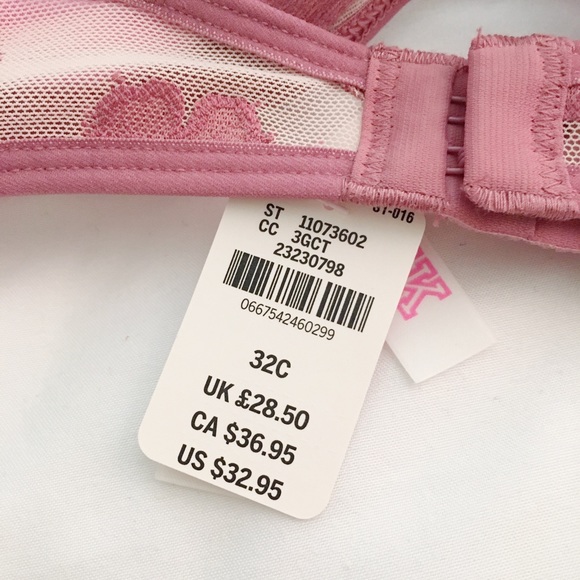 ST 11073602
CC 3GCT
23230798
0667542460299
32C
UK £28.50
CA $36.95
US $32.95